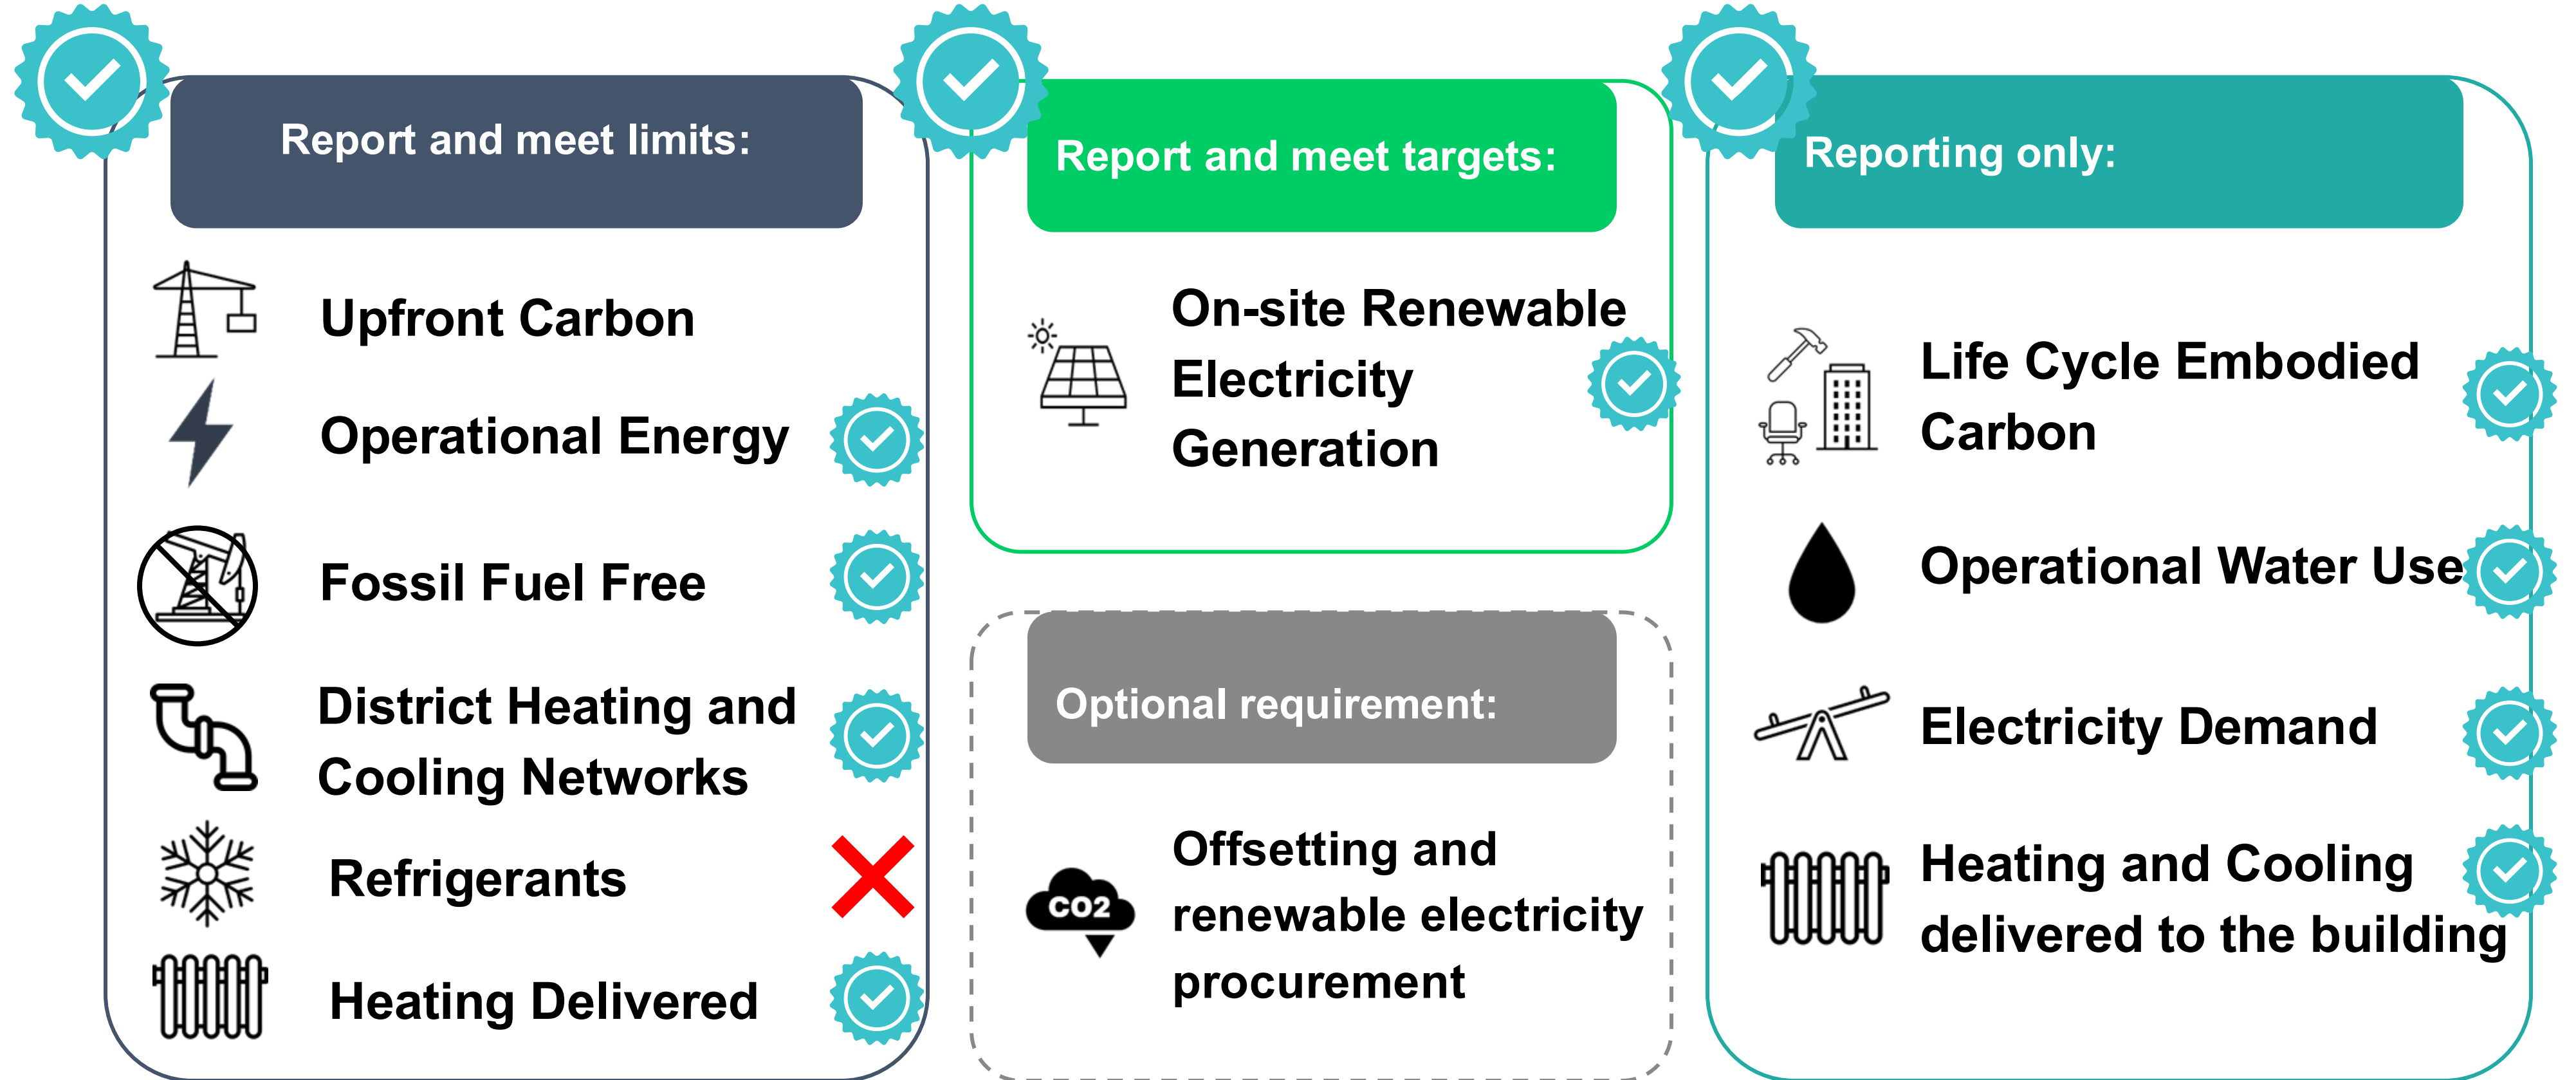 Report and meet limits:
Upfront Carbon
Operational Energy
Fossil Fuel Free
District Heating and
Cooling Networks
Refrigerants
Heating Delivered
Report and meet targets:
On-site Renewable
Electricity
Generation
Optional requirement:
CO2
Offsetting and
renewable electricity
procurement
Reporting only:
Life Cycle Embodied
Carbon
Operational Water Use
Electricity Demand
Heating and Cooling
delivered to the building